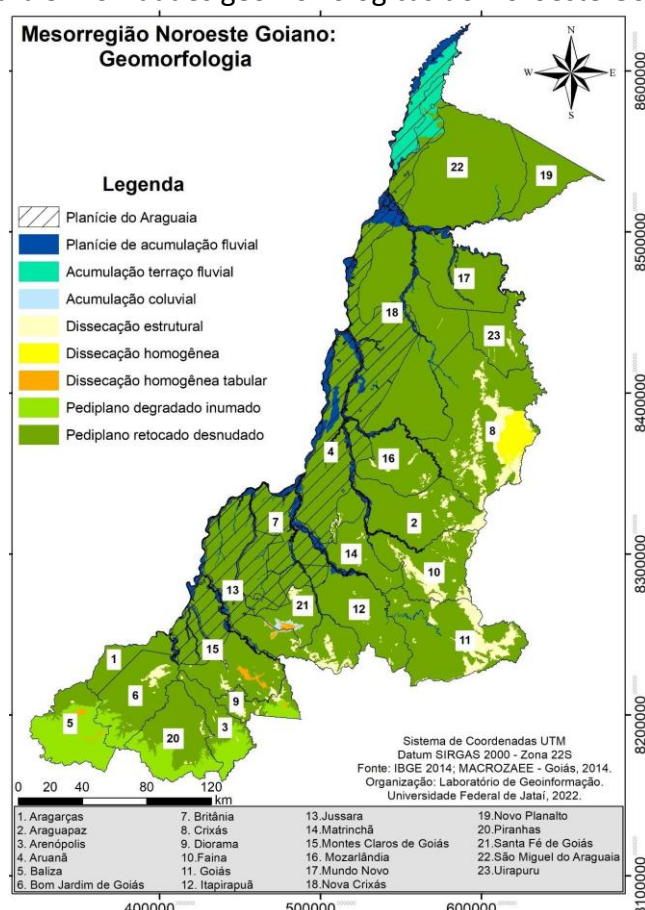 Mesorregião Noroeste Goiano:
Geomorfologia
N
W
E
S
Legenda
Planície do Araguaia
Planície de acumulação fluvial
Acumulação terraço fluvial
Acumulação coluvial
Dissecação estrutural
Dissecação homogênea
Dissecação homogênea tabular
Pediplano degradado inumado
Pediplano retocado desnudado
22
19
17
18
23
8
4
16
2
7
14
10
13
21
12
11
15
1
6
9
5
3
20
8600000
8500000
8400000
8300000
8200000
8100000
Sistema de Coordenadas UTM
Datum SIRGAS 2000 - Zona 22S
Fonte: IBGE 2014; MACROZAEE - Goiás, 2014.
Organização: Laboratório de Geoinformação.
Universidade Federal de Jataí, 2022.
0 20 40 60 80 120
km
1. Aragarças
2. Araguapaz
3. Arenópolis
4. Aruanã
5. Baliza
6. Bom Jardim de Goiás
7. Britânia
8. Crixás
9. Diorama
10.Faina
11. Goiás
12. Itapirapuã
13.Jussara
14.Matrinchã
15.Montes Claros de Goiás
16. Mozarlândia
17.Mundo Novo
18.Nova Crixás
19.Novo Planalto
20.Piranhas
21.Santa Fé de Goiás
22.São Miguel do Araguaia
23.Uirapuru
400000
500000
600000